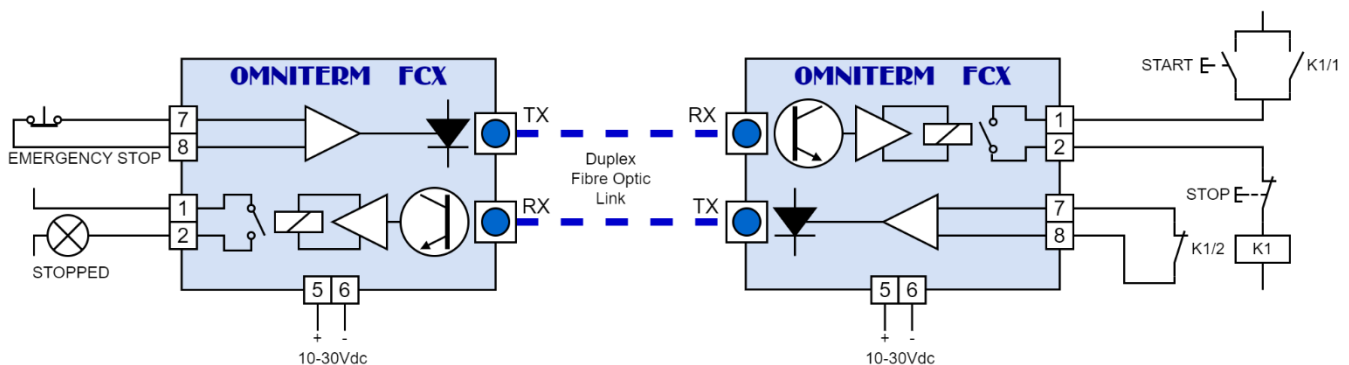 OMNITERM FCX
7
8
EMERGENCY STOP
TX
RX
1
2
STOPPED
5 6
+ -
10-30Vdc
Duplex
Fibre Optic
Link
OMNITERM FCX
RX
TX
1
2
7
8
5 6
+ -
10-30Vdc
START
K1/1
STOP
K1/2
K1